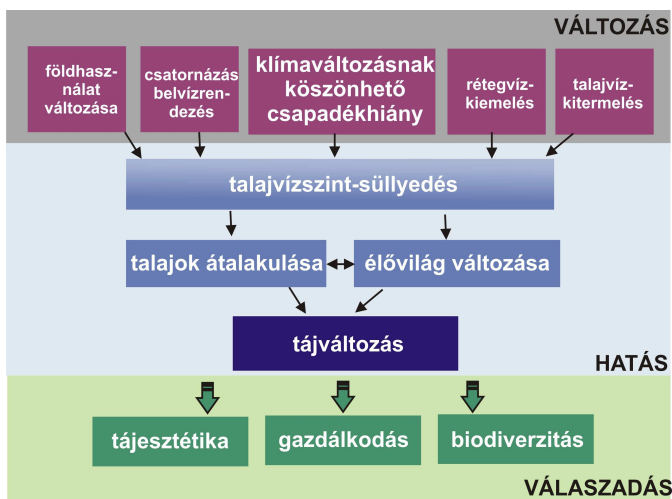 VÁLTOZÁS
földhasz-
nálat
változása
csatornázás
belvízren-
dezés
klímaváltozásnak
köszönhető
csapadékhiány
rétegvíz-
kiemelés
talajvíz-
kitermelés
talajvízszint-süllyedés
talajok átalakulása
élővilág változása
tájváltozás
HATÁS
tájesztétika
gazdálkodás
biodiverzitás
VÁLASZADÁS